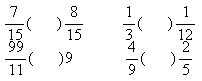 7/15(  )8/15  1/3(  )1/12
99/11(  )9  4/9(  )2/5